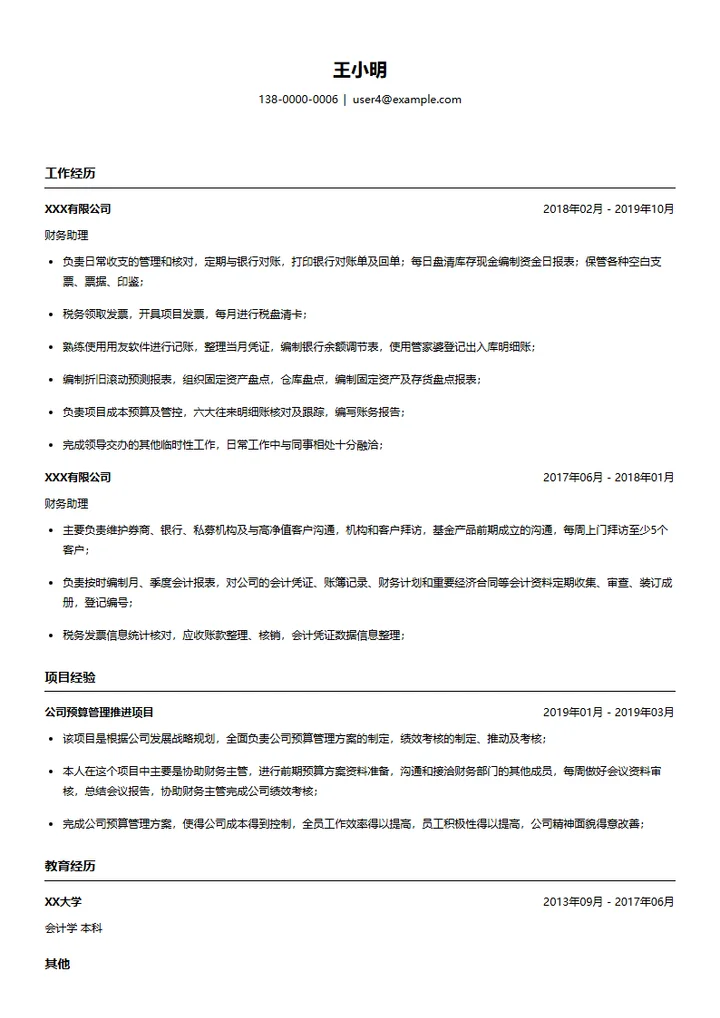 王小明
138-0000-0006 | user4@example.com
工作经历
XXX有限公司 2018年02月 - 2019年10月
财务助理
• 负责日常收支的管理和核对，定期与银行对账，打印银行对账单及回单；每日盘清库存现金编制资金日报表；保管各种空白支
票、票据、印鉴；
• 税务领取发票，开具项目发票，每月进行税盘清卡；
• 熟练使用用友软件进行记账，整理当月凭证，编制银行余额调节表，使用管家婆登记出入库明细账；
• 编制折旧滚动预测报表，组织固定资产盘点，仓库盘点，编制固定资产及存货盘点报表；
• 负责项目成本预算及管控，六大往来明细账核对及跟踪，编写账务报告；
• 完成领导交办的其他临时性工作，日常工作中与同事相处十分融洽；
XXX有限公司 2017年06月 - 2018年01月
财务助理
• 主要负责维护券商、银行、私募机构及与高净值客户沟通，机构和客户拜访，基金产品前期成立的沟通，每周上门拜访至少5个
客户；
• 负责按时编制月、季度会计报表，对公司的会计凭证、账簿记录、财务计划和重要经济合同等会计资料定期收集、审查、装订成
册，登记编号；
• 税务发票信息统计核对，应收账款整理、核销，会计凭证数据信息整理；
项目经验
公司预算管理推进项目 2019年01月 - 2019年03月
• 该项目是根据公司发展战略规划，全面负责公司预算管理方案的制定，绩效考核的制定、推动及考核；
• 本人在这个项目中主要是协助财务主管，进行前期预算方案资料准备，沟通和接洽财务部门的其他成员，每周做好会议资料审
核，总结会议报告，协助财务主管完成公司绩效考核；
• 完成公司预算管理方案，使得公司成本得到控制，全员工作效率得以提高，员工积极性得以提高，公司精神面貌得意改善；
教育经历
XX大学 2013年09月 - 2017年06月
会计学 本科
其他